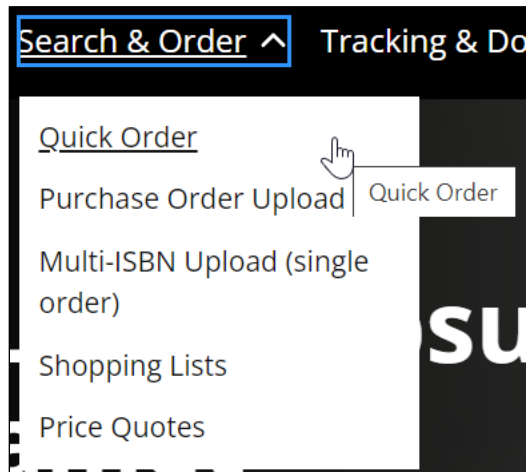 Search & Order Tracking & Do
Quick Order
Quick Order
Purchase Order Upload
Multi-ISBN Upload (single
order)
su
Shopping Lists
Price Quotes